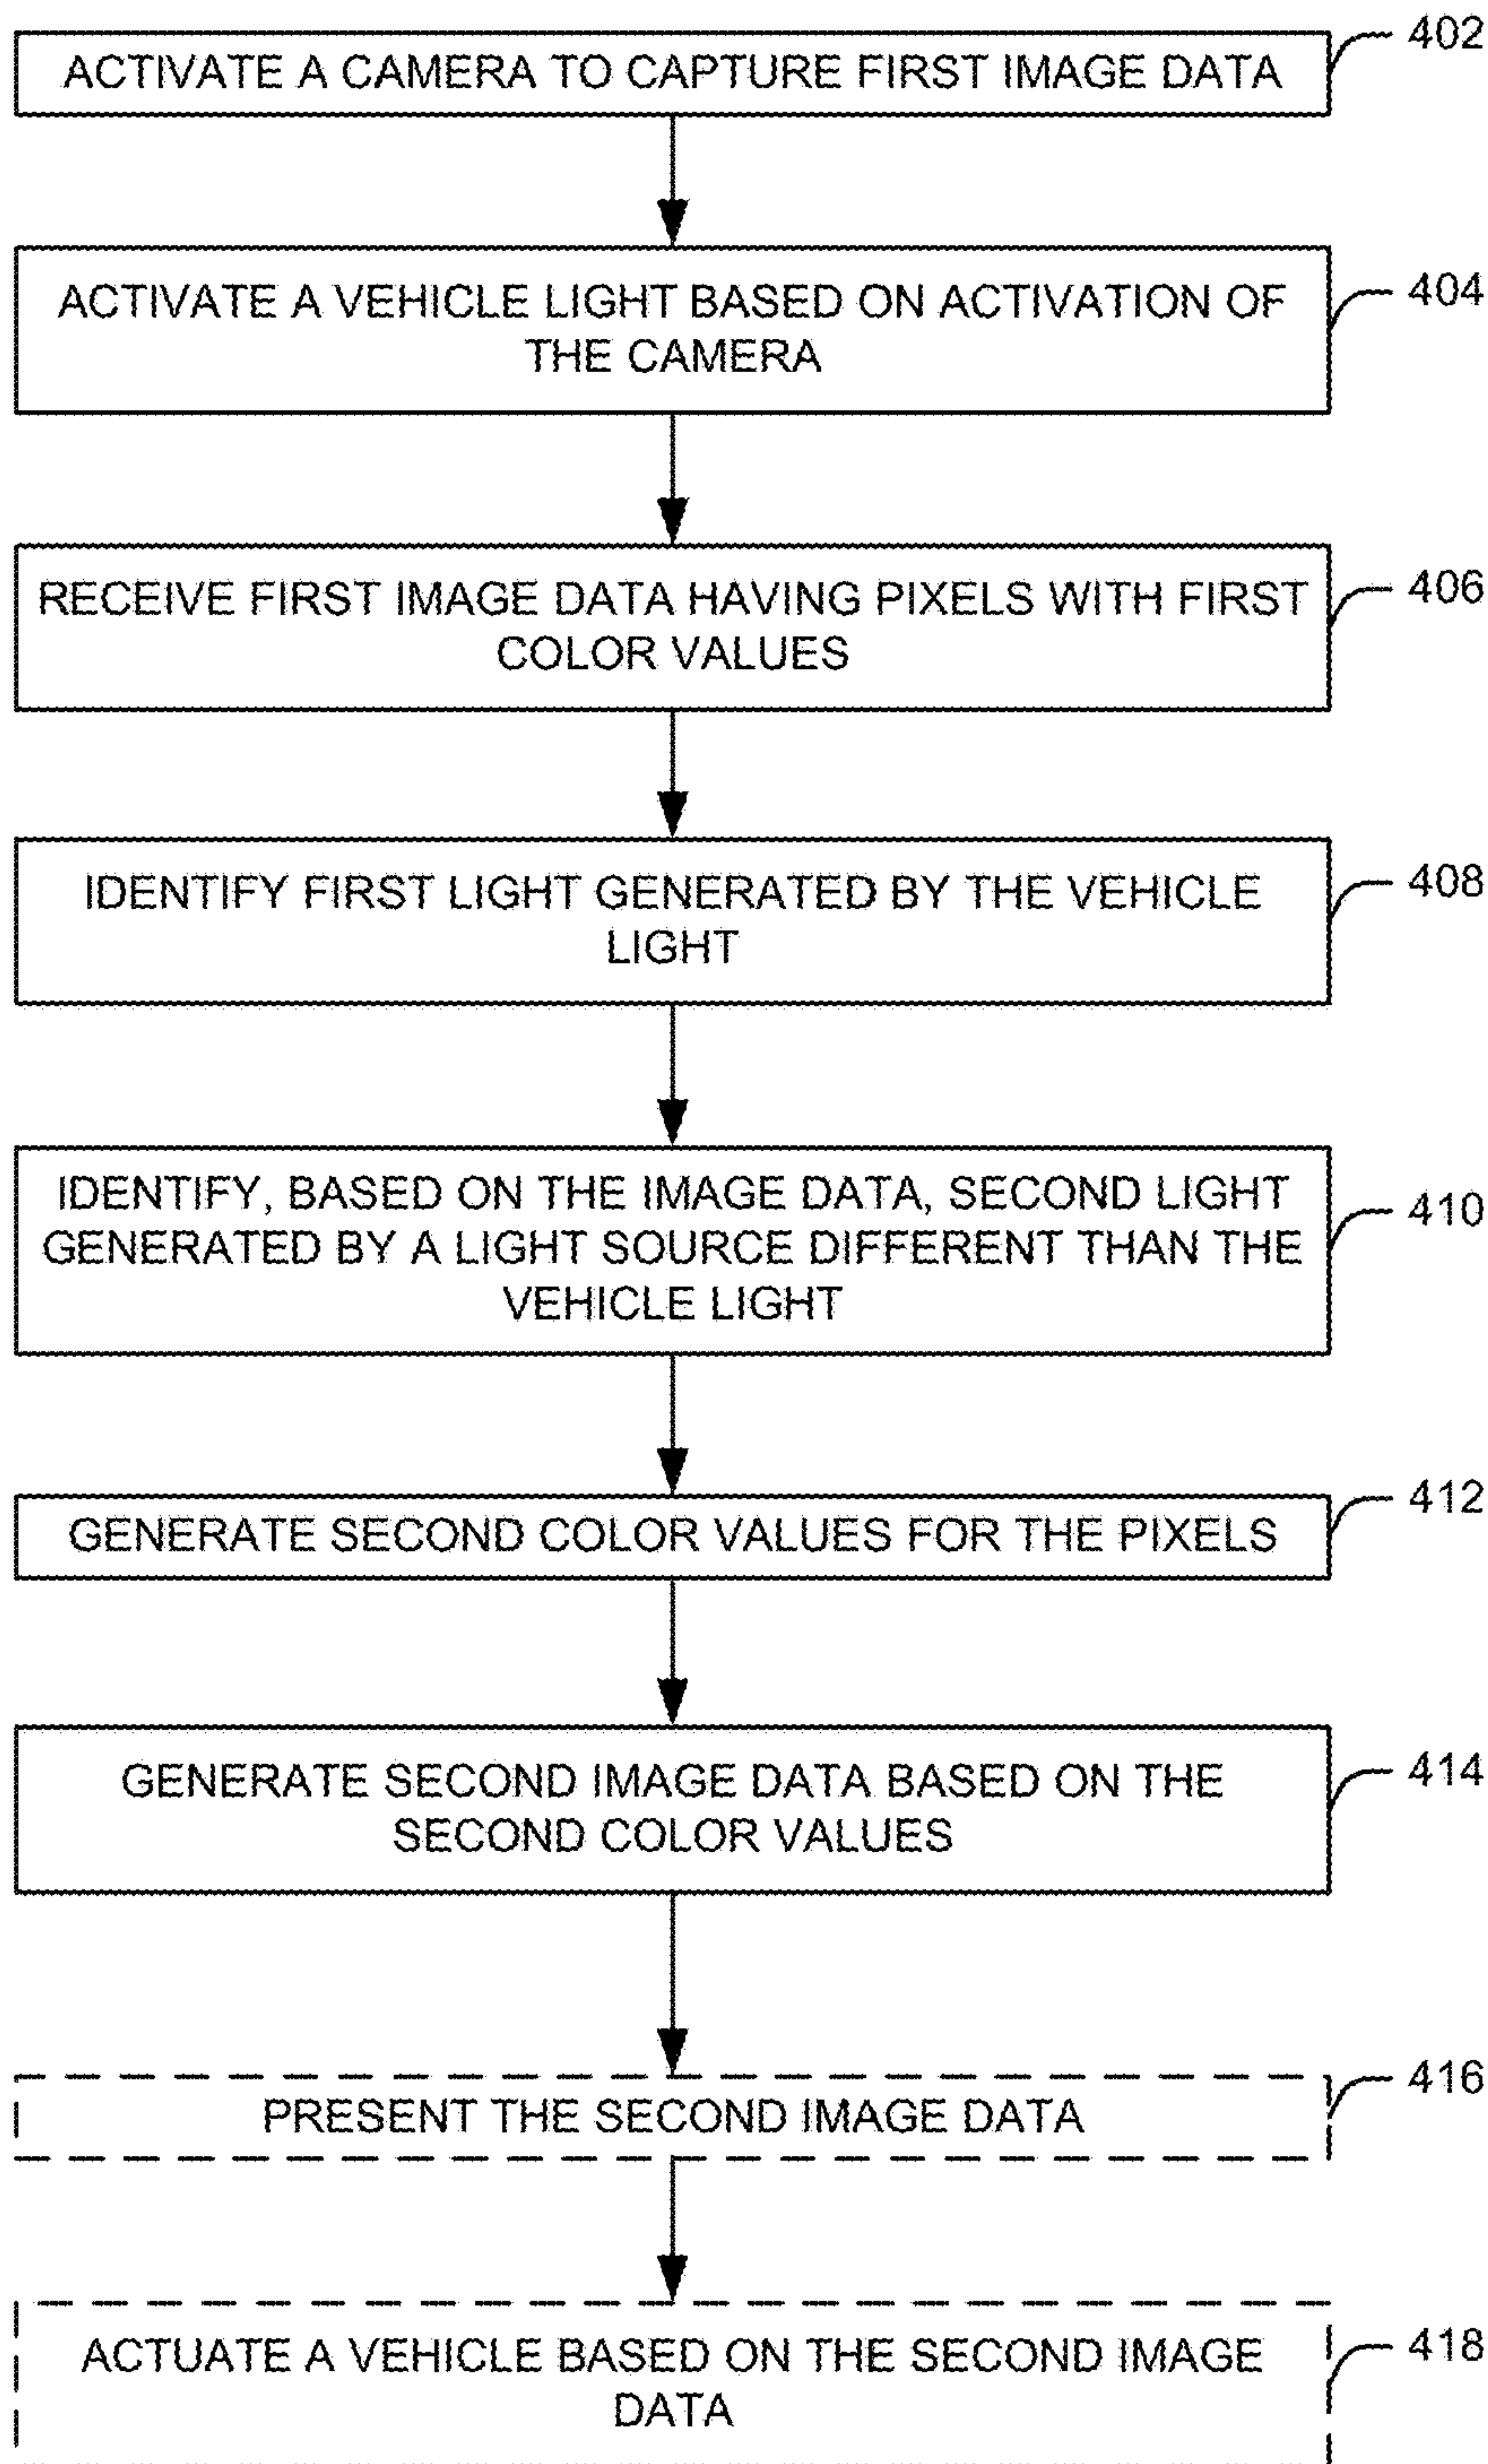 402
ACTIVATE A CAMERA TO CAPTURE FIRST IMAGE DATA
404
ACTIVATE A VEHICLE LIGHT BASED ON ACTIVATION OF
THE CAMERA
406
RECEIVE FIRST IMAGE DATA HAVING PIXELS WITH FIRST
COLOR VALUES
408
IDENTIFY FIRST LIGHT GENERATED BY THE VEHICLE
LIGHT
410
IDENTIFY, BASED ON THE IMAGE DATA, SECOND LIGHT
GENERATED BY A LIGHT SOURCE DIFFERENT THAN THE
VEHICLE LIGHT
412
GENERATE SECOND COLOR VALUES FOR THE PIXELS
414
GENERATE SECOND IMAGE DATA BASED ON THE
SECOND COLOR VALUES
416
PRESENT THE SECOND IMAGE DATA
418
ACTUATE A VEHICLE BASED ON THE SECOND IMAGE
DATA